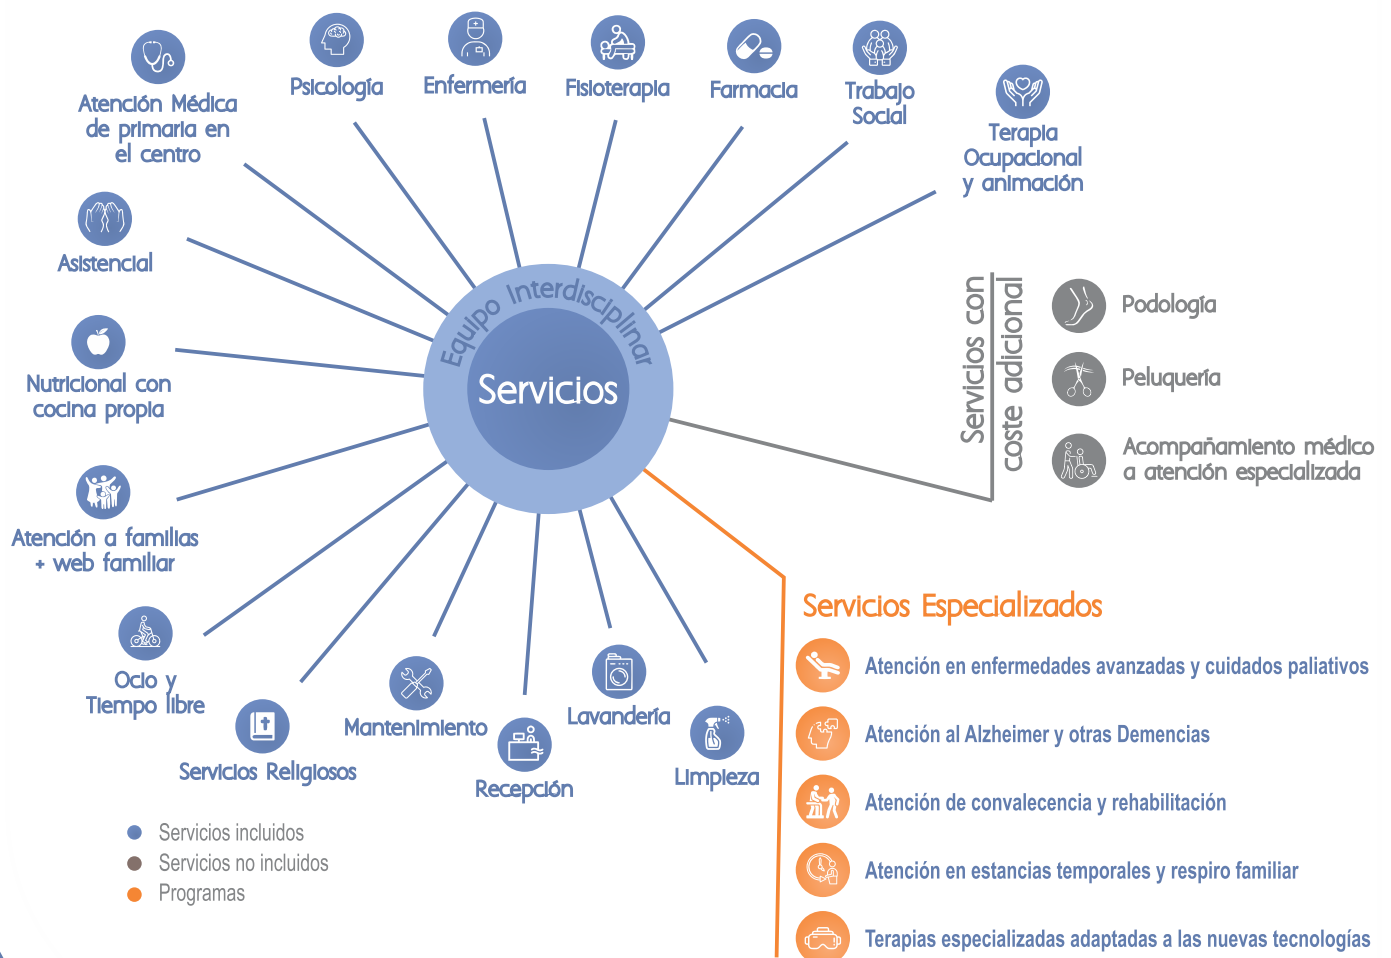 Psicología
Enfermería
Fisioterapia
Farmacia
Trabajo
Social
Terapia
Ocupacional
y animación
Atención Médica
de primaria en
el centro
Asistencial
Nutricional con
cocina propia
Atención a familias
+ web familiar
Ocio y
Tiempo libre
Servicios Religiosos
Mantenimiento
Recepción
Lavandería
Limpieza
Equipo Interdisciplinar
Servicios
Servicios con
coste adicional
Podología
Peluquería
Acompañamiento médico
a atención especializada
Servicios Especializados
Atención en enfermedades avanzadas y cuidados paliativos
Atención al Alzheimer y otras Demencias
Atención de convalecencia y rehabilitación
Atención en estancias temporales y respiro familiar
Terapias especializadas adaptadas a las nuevas tecnologías
Servicios incluidos
Servicios no incluidos
Programas